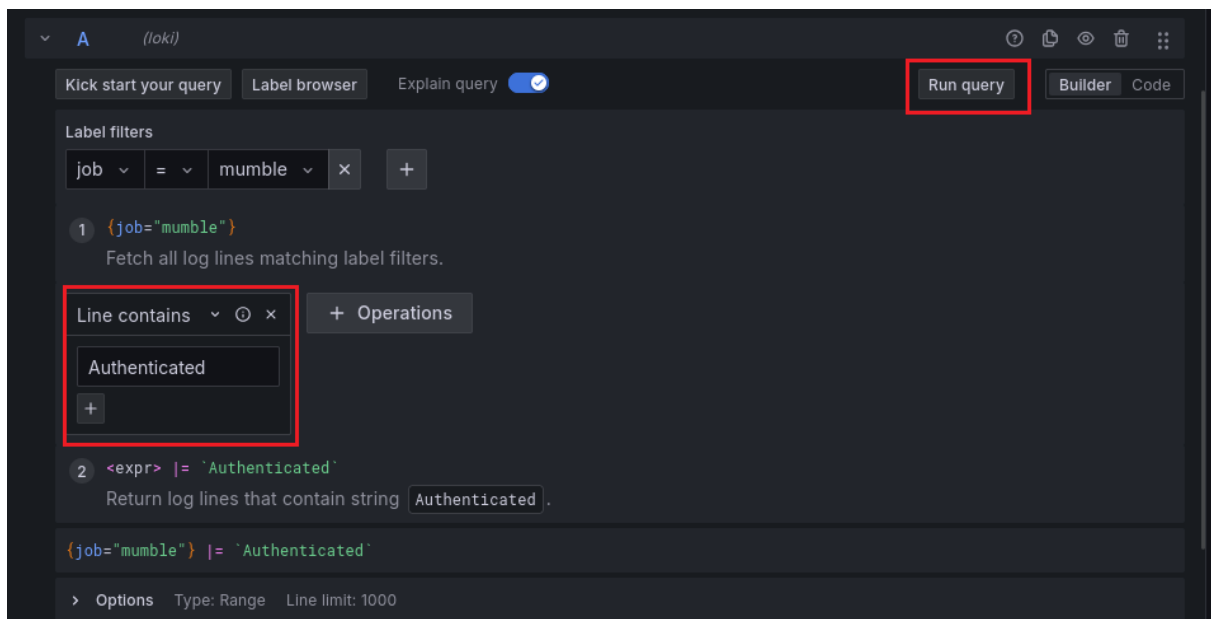 A (loki)
Kick start your query Label browser Explain query Run query Builder Code
Label filters
job = mumble
1 {job="mumble"}
Fetch all log lines matching label filters.
Line contains + Operations
Authenticated
+
2 <expr> |= `Authenticated`
Return log lines that contain string Authenticated .
{job="mumble"} |= `Authenticated`
Options Type: Range Line limit: 1000